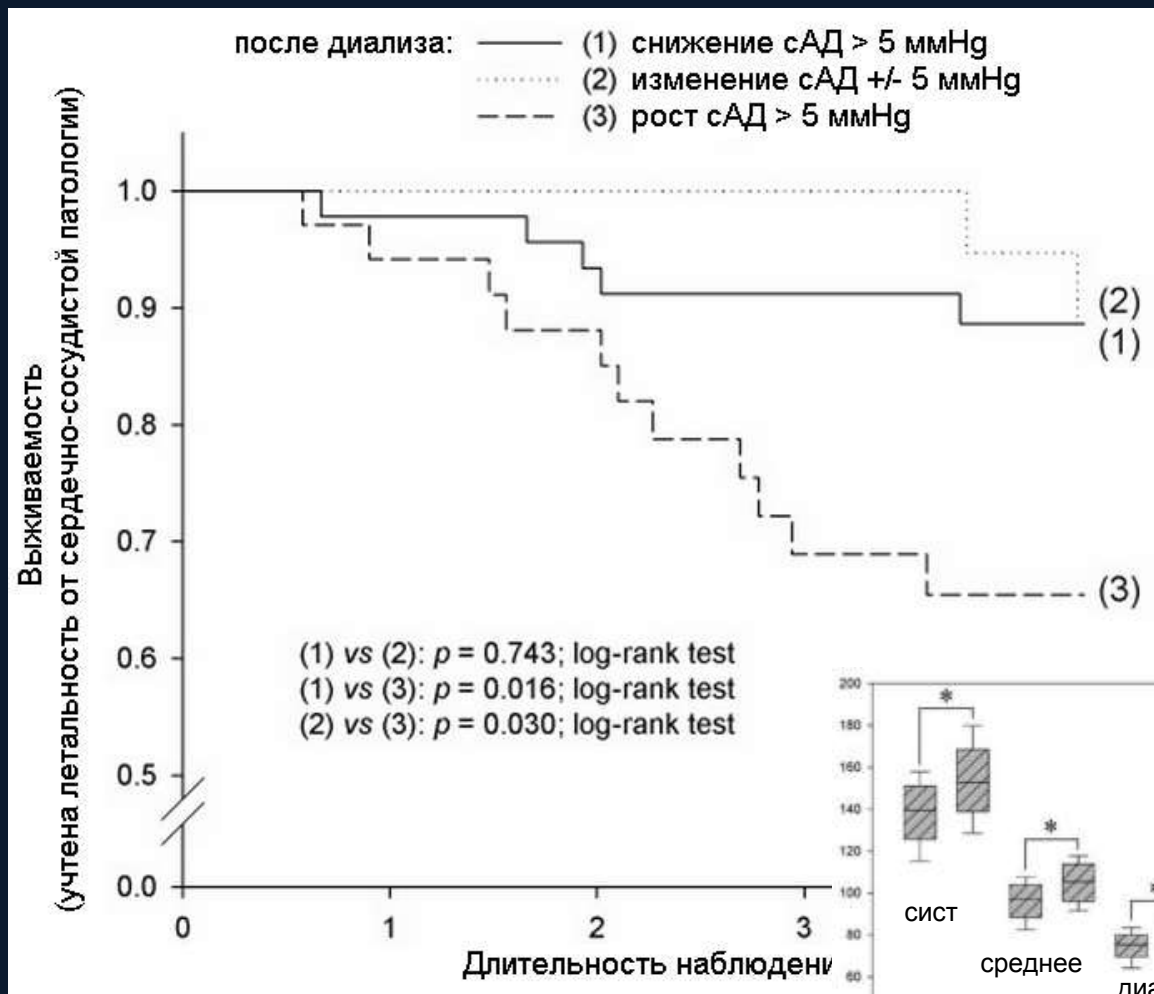 после диализа: (1) снижение сАД > 5 ммHg
(2) изменение сАД +/- 5 ммHg
(3) рост сАД > 5 ммHg
Выживаемость
(учтена летальность от сердечно-сосудистой патологии)
1.0
0.9
0.8
0.7
0.6
0.5
0.0
(2)
(1)
(3)
(1) vs (2): p = 0.743; log-rank test
(1) vs (3): p = 0.016; log-rank test
(2) vs (3): p = 0.030; log-rank test
0 1 2 3
Длительность наблюдени
200
180
160
140
120
100
80
60
*
*
сист
среднее
диа